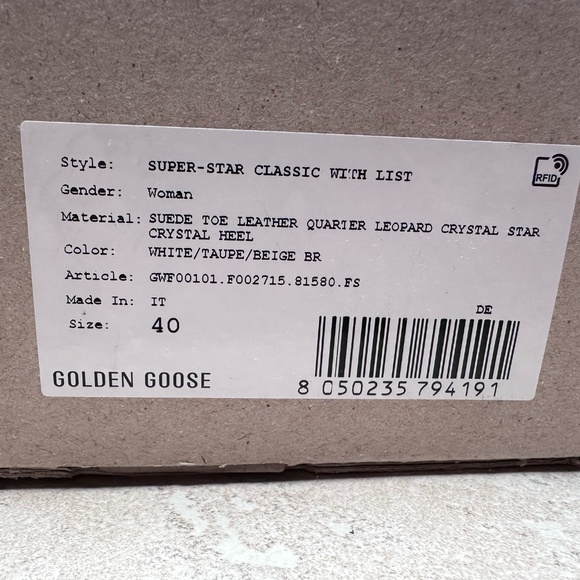 Style: SUPER-STAR CLASSIC WITH LIST
RFID
Gender: Woman
Material: SUEDE TOE LEATHER QUARTER LEOPARD CRYSTAL STAR
CRYSTAL HEEL
Color: WHITE/TAUPE/BEIGE BR
Article: GWF00101.F002715.81580.FS
Made In: IT
DE
Size: 40
GOLDEN GOOSE
8 050235 794191